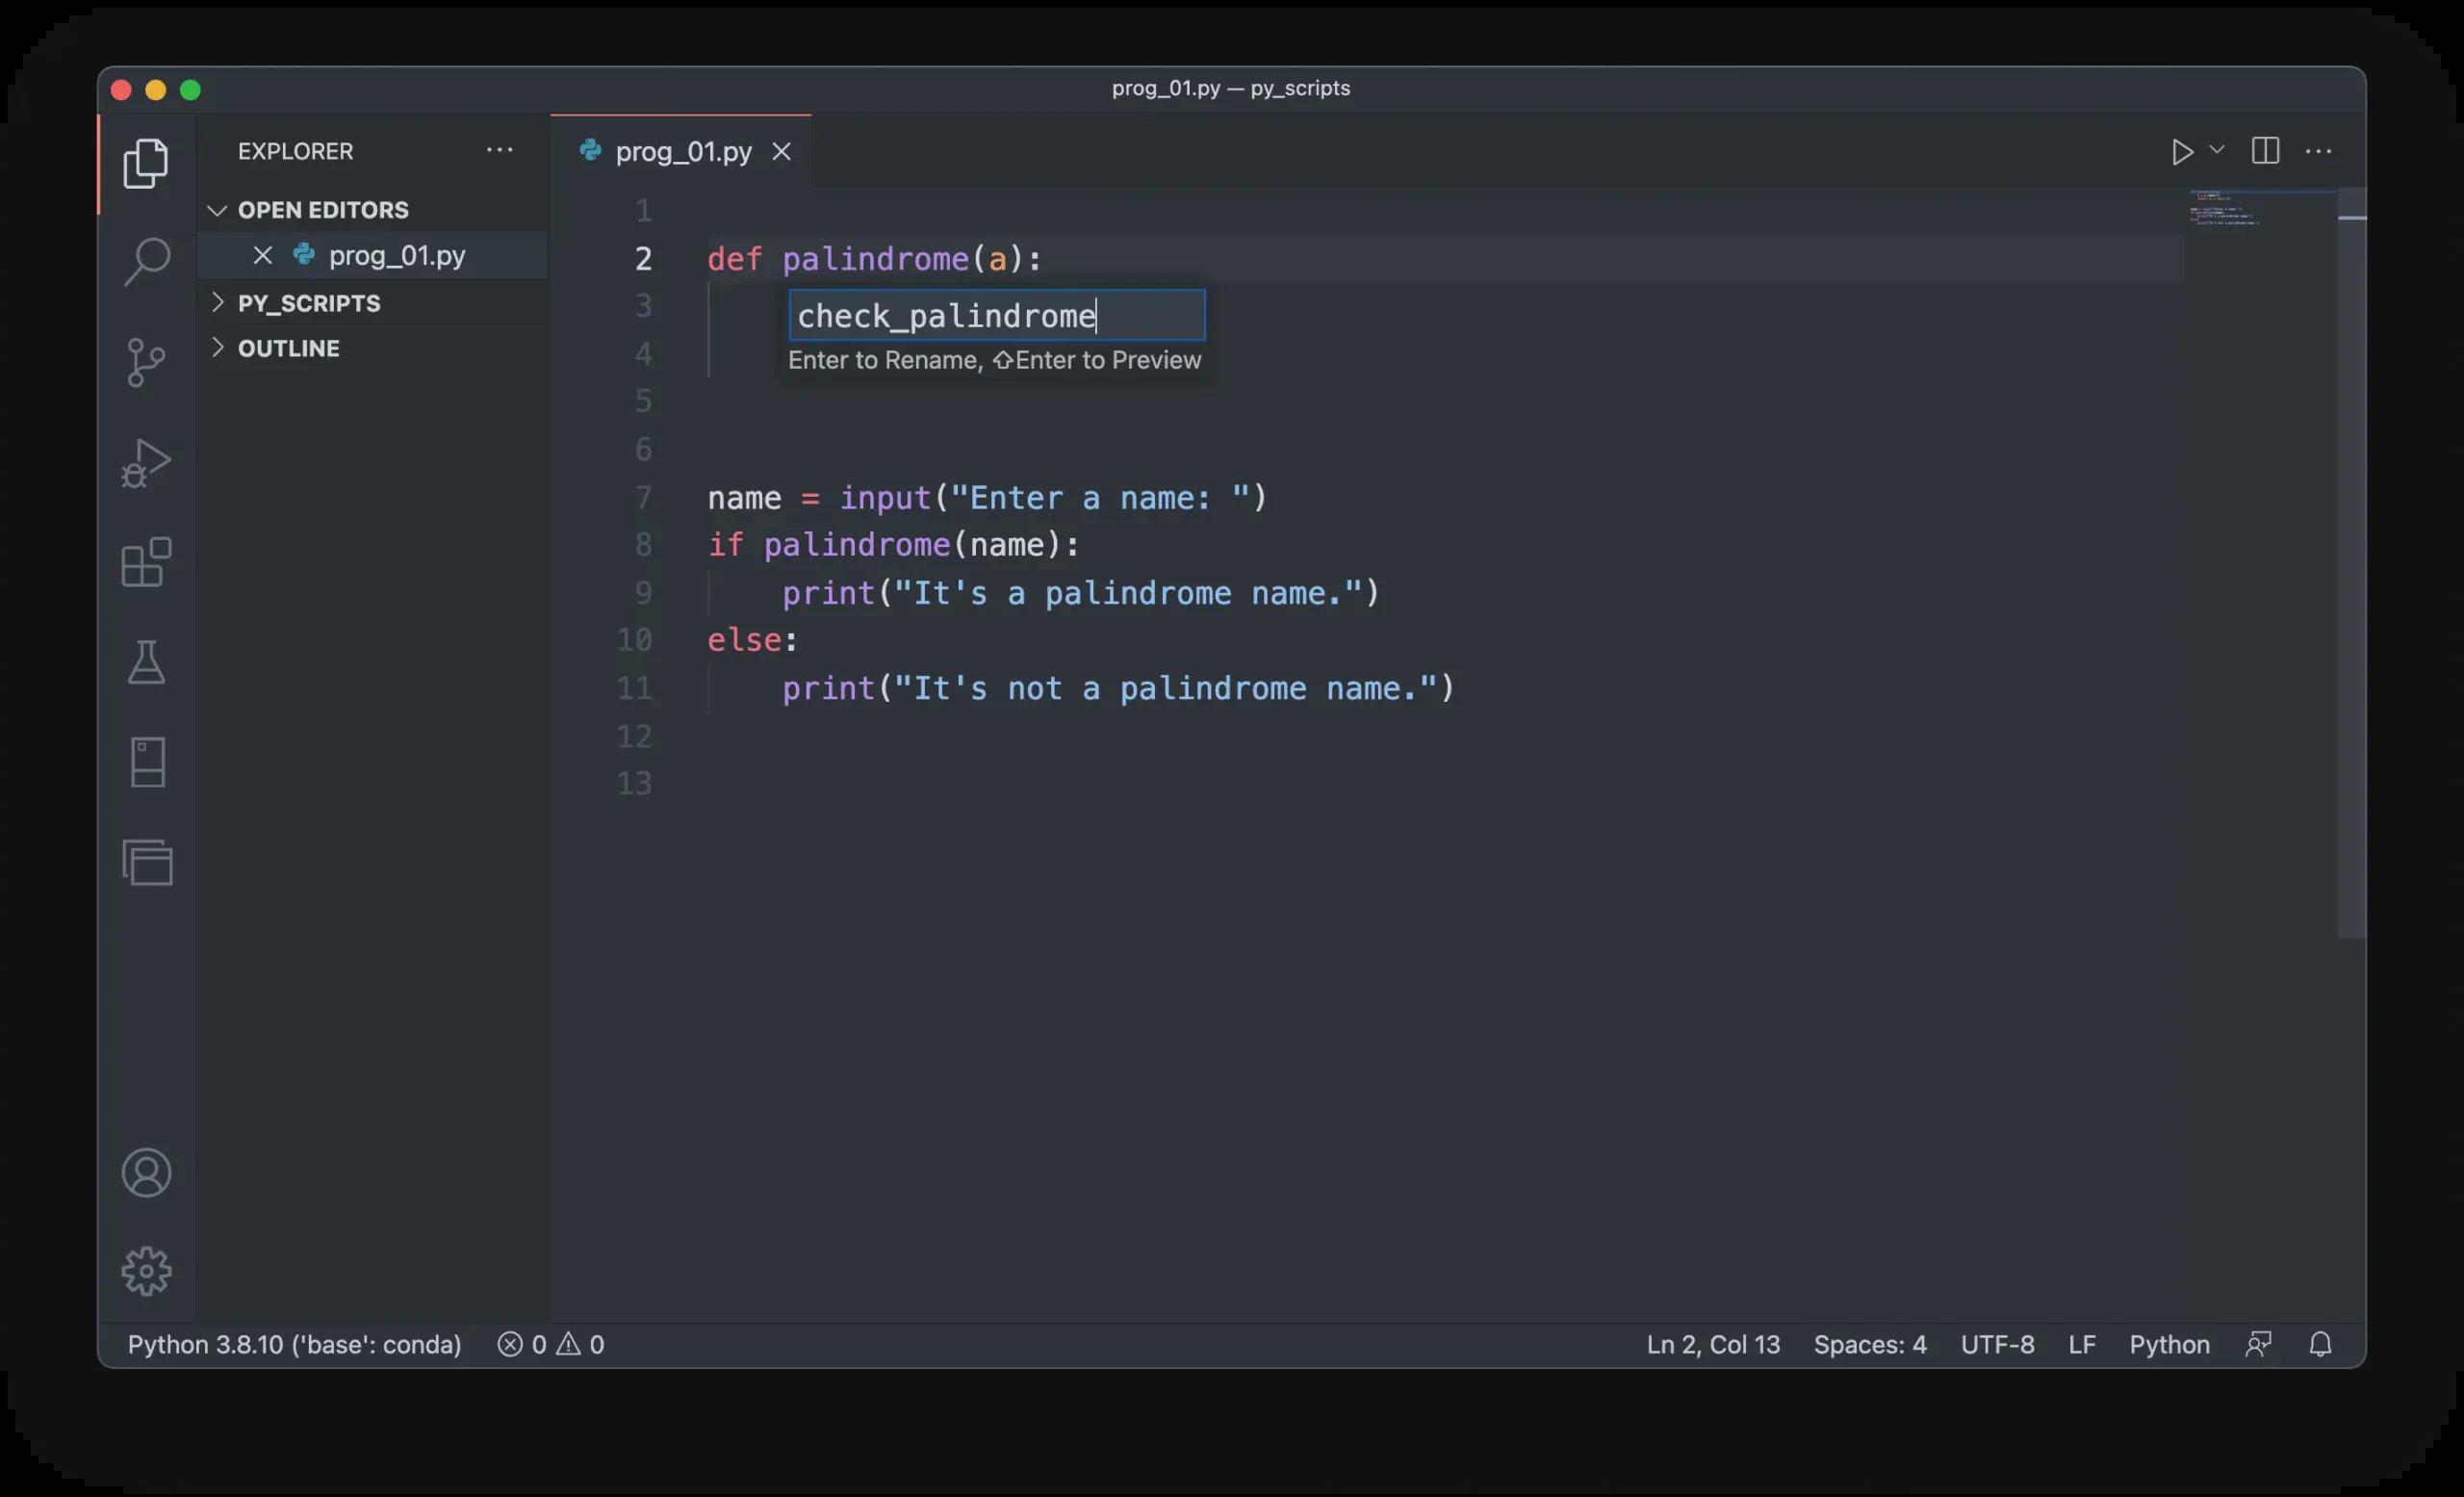 prog_01.py — py_scripts
EXPLORER
prog_01.py
OPEN EDITORS
prog_01.py
PY_SCRIPTS
OUTLINE
1
2 def palindrome(a):
3
check_palindrome
4
Enter to Rename, ⇧Enter to Preview
5
6
7 name = input("Enter a name: ")
8 if palindrome(name):
9 print("It's a palindrome name.")
10 else:
11 print("It's not a palindrome name.")
12
13
Python 3.8.10 ('base': conda) 0 0 Ln 2, Col 13 Spaces: 4 UTF-8 LF Python